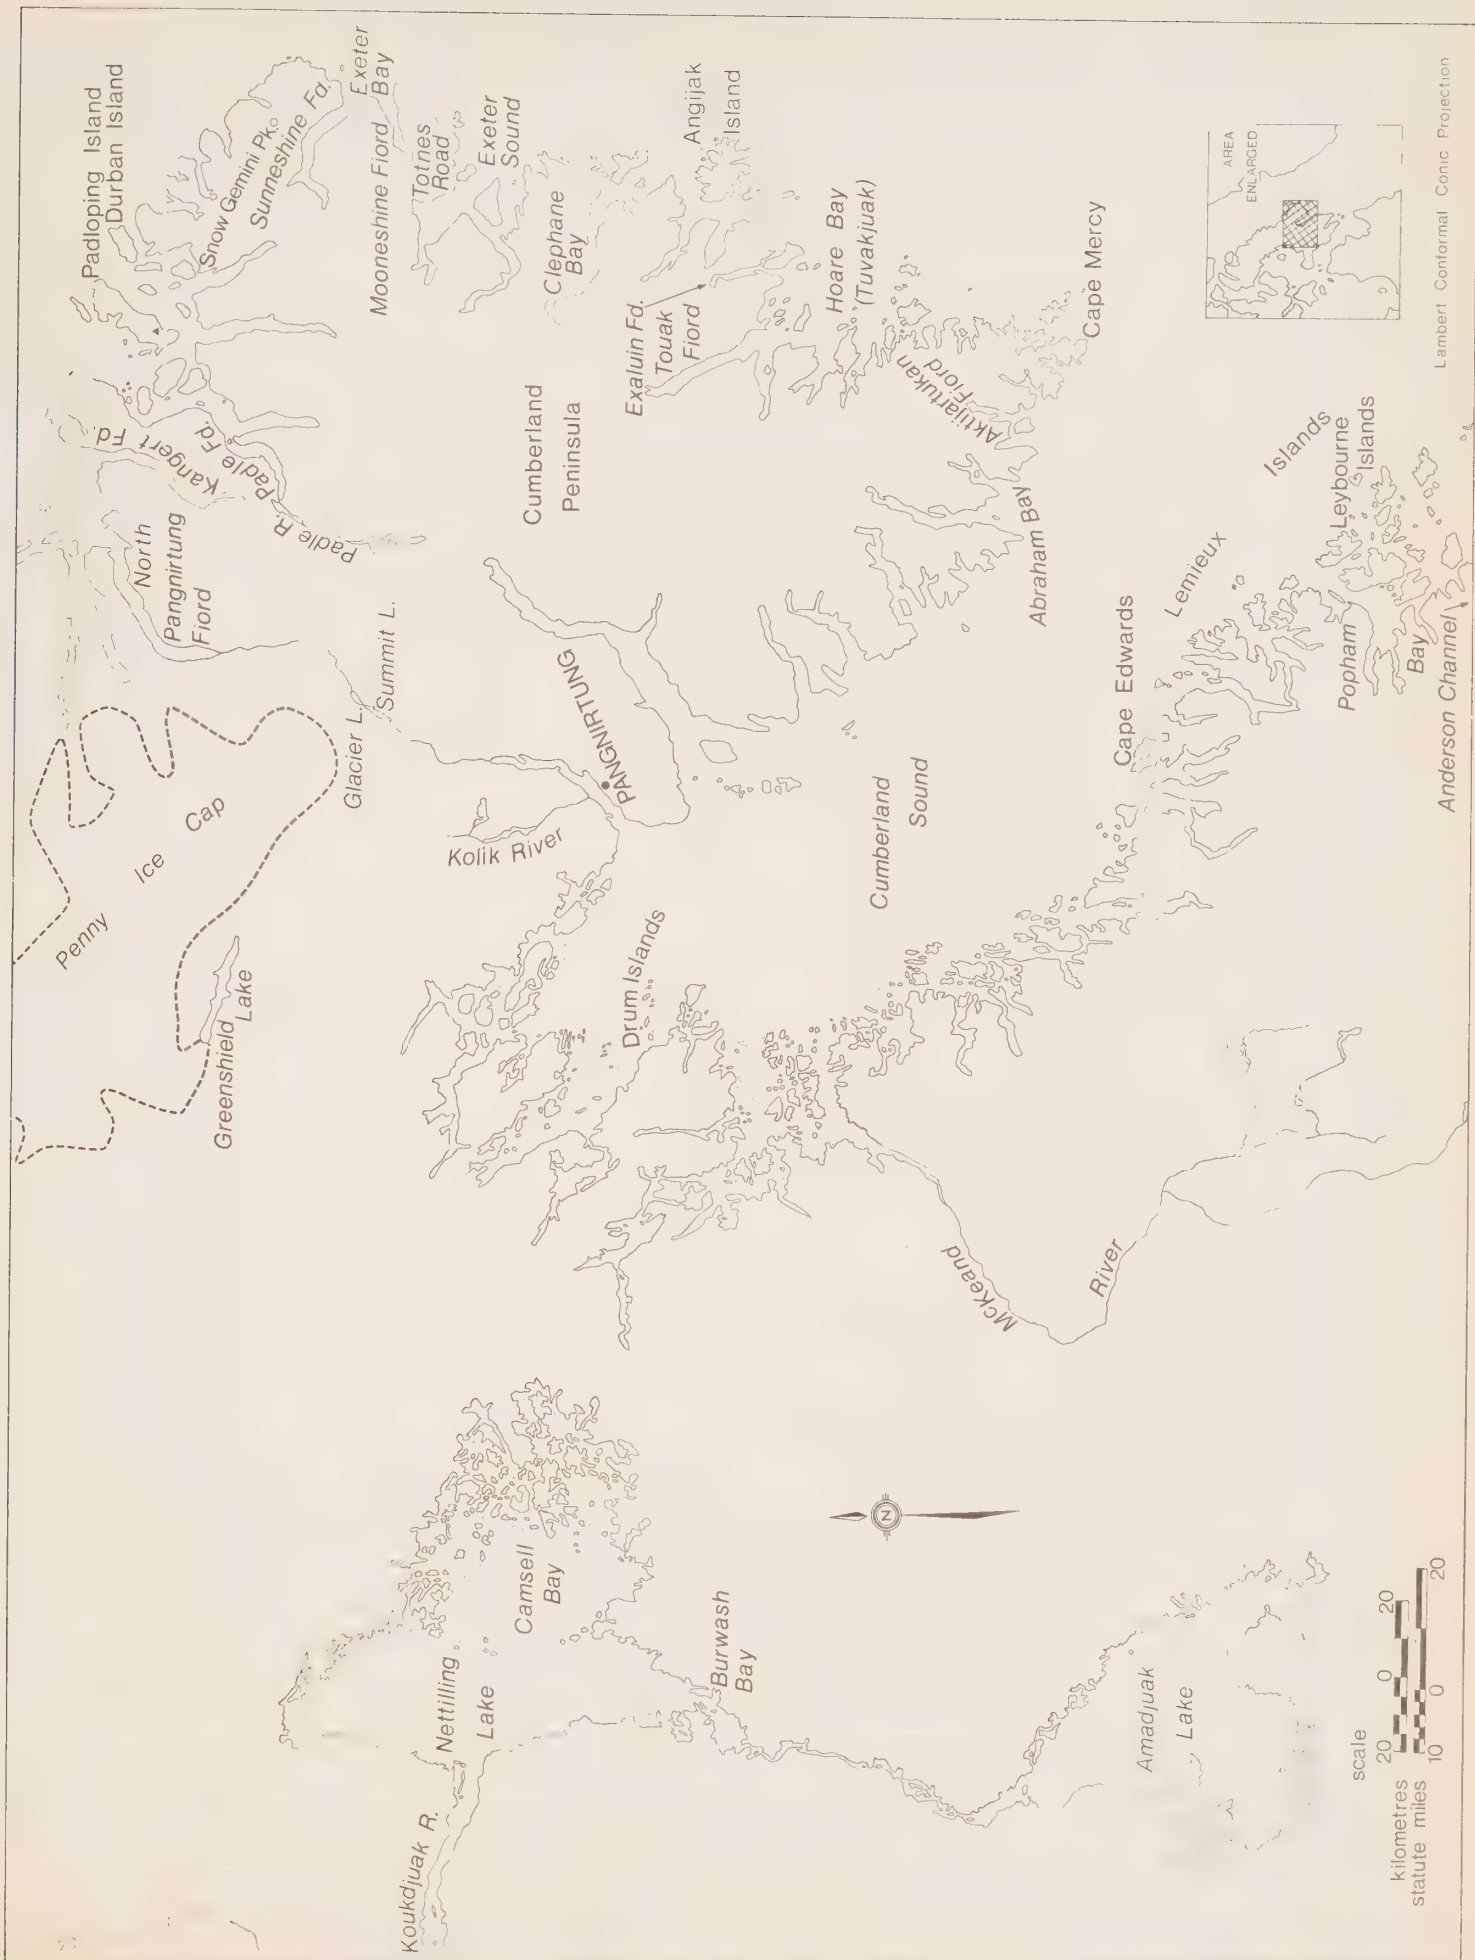 Padloping Island
Durban Island
Snow Gemini Pk.
Sunneshine Fd.
Exeter
Bay
Mooneshine Fiord
Totnes
Road
Exeter
Sound
Clephane
Bay
Angijak
Island
Kangert Fd.
Padle Fd.
Padle R.
North
Pangnirtung
Fiord
Cumberland
Peninsula
Exaluin Fd.
Touak
Fiord
Hoare Bay
(Tuvakjuak)
Aktijartukan
Fiord
Cape Mercy
AREA
ENLARGED
Lambert Conformal Conic Projection
Penny
Ice
Cap
Glacier L.
Summit L.
PANGNIRTUNG
Kolik River
Abraham Bay
Cape Edwards
Lemieux
Islands
Leybourne
Islands
Popham
Bay
Anderson Channel
Greenshield
Lake
Drum Islands
Cumberland
Sound
McKeand
River
Koukdjuak R.
Nettilling
Lake
Camsell
Bay
Burwash
Bay
N
Amadjuak
Lake
scale
kilometres
20 0 20
statute miles
10 0 20